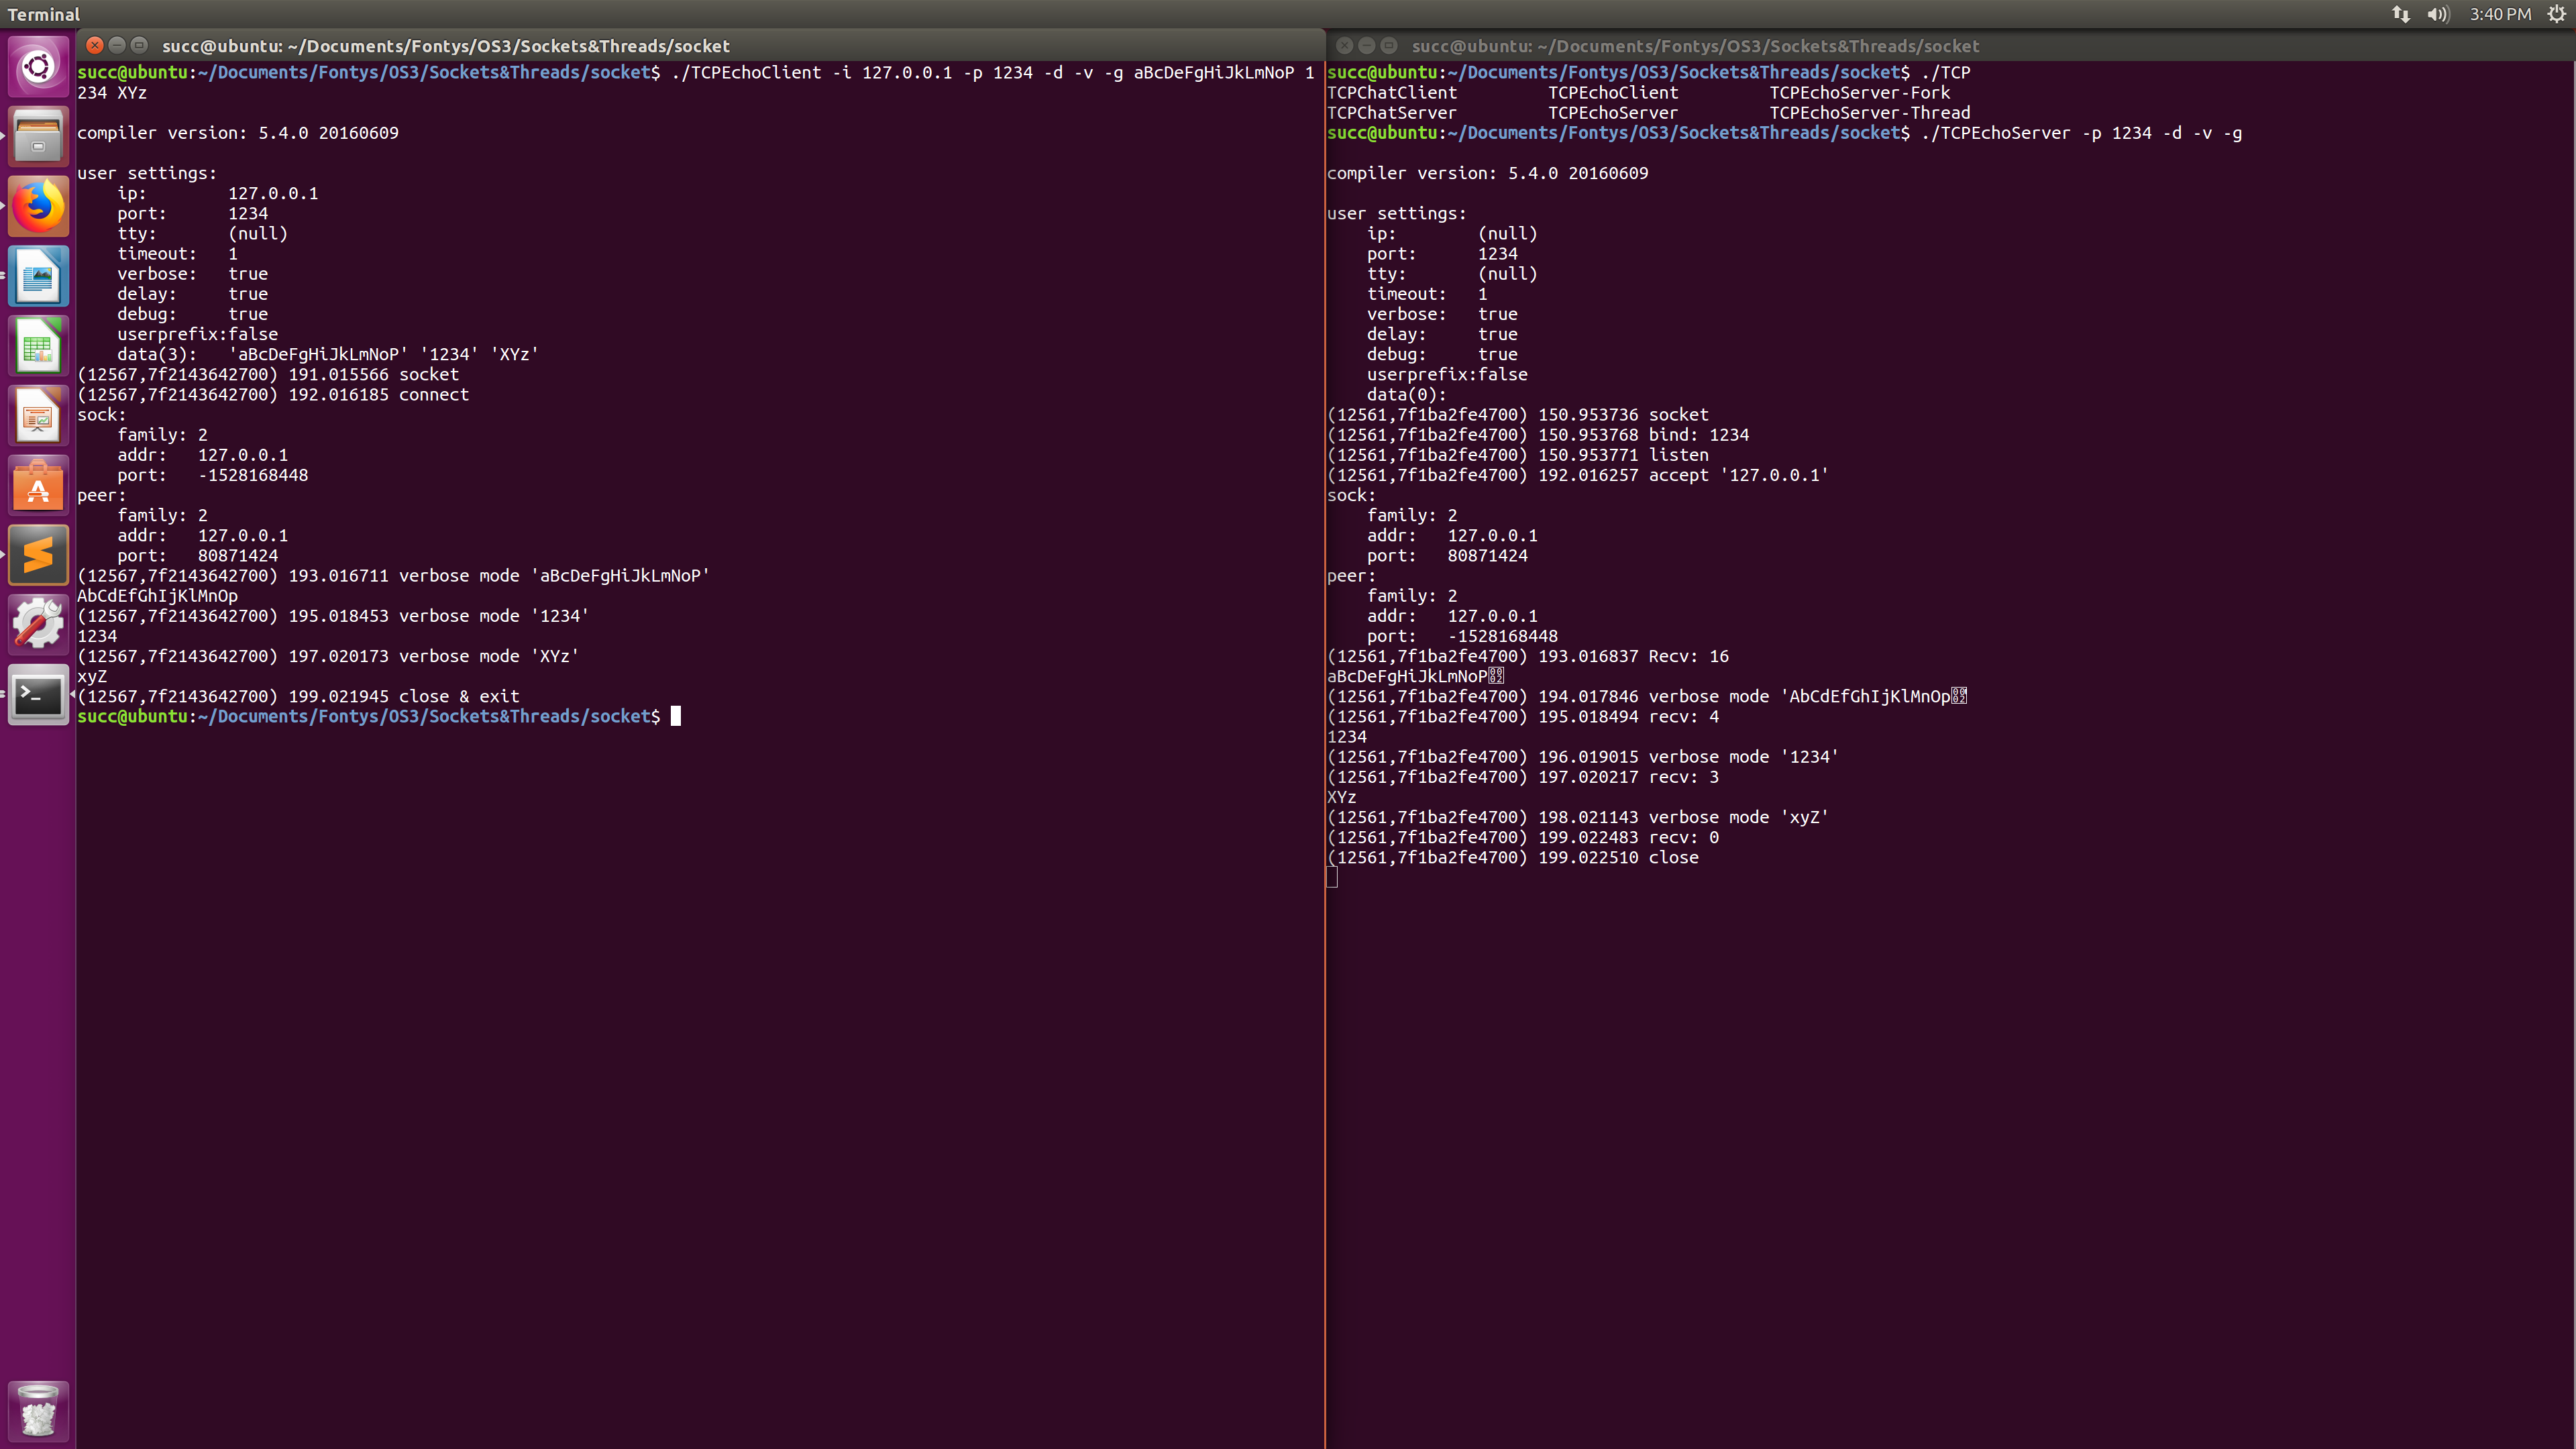 Terminal
3:40 PM
succ@ubuntu: ~/Documents/Fontys/OS3/Sockets&Threads/socket
succ@ubuntu:~/Documents/Fontys/OS3/Sockets&Threads/socket$ ./TCPEchoClient -i 127.0.0.1 -p 1234 -d -v -g aBcDeFgHiJkLmNoP 1
234 XYz
compiler version: 5.4.0 20160609
user settings:
    ip:        127.0.0.1
    port:      1234
    tty:       (null)
    timeout:   1
    verbose:   true
    delay:     true
    debug:     true
    userprefix:false
    data(3):   'aBcDeFgHiJkLmNoP' '1234' 'XYz'
(12567,7f2143642700) 191.015566 socket
(12567,7f2143642700) 192.016185 connect
sock:
    family: 2
    addr:   127.0.0.1
    port:   -1528168448
peer:
    family: 2
    addr:   127.0.0.1
    port:   80871424
(12567,7f2143642700) 193.016711 verbose mode 'aBcDeFgHiJkLmNoP'
AbCdEfGhIjKlMnOp
(12567,7f2143642700) 195.018453 verbose mode '1234'
1234
(12567,7f2143642700) 197.020173 verbose mode 'XYz'
xyZ
(12567,7f2143642700) 199.021945 close & exit
succ@ubuntu:~/Documents/Fontys/OS3/Sockets&Threads/socket$
succ@ubuntu: ~/Documents/Fontys/OS3/Sockets&Threads/socket
succ@ubuntu:~/Documents/Fontys/OS3/Sockets&Threads/socket$ ./TCP
TCPChatClient         TCPEchoClient         TCPEchoServer-Fork
TCPChatServer         TCPEchoServer         TCPEchoServer-Thread
succ@ubuntu:~/Documents/Fontys/OS3/Sockets&Threads/socket$ ./TCPEchoServer -p 1234 -d -v -g
compiler version: 5.4.0 20160609
user settings:
    ip:        (null)
    port:      1234
    tty:       (null)
    timeout:   1
    verbose:   true
    delay:     true
    debug:     true
    userprefix:false
    data(0):
(12561,7f1ba2fe4700) 150.953736 socket
(12561,7f1ba2fe4700) 150.953768 bind: 1234
(12561,7f1ba2fe4700) 150.953771 listen
(12561,7f1ba2fe4700) 192.016257 accept '127.0.0.1'
sock:
    family: 2
    addr:   127.0.0.1
    port:   80871424
peer:
    family: 2
    addr:   127.0.0.1
    port:   -1528168448
(12561,7f1ba2fe4700) 193.016837 Recv: 16
aBcDeFgHiJkLmNoP
(12561,7f1ba2fe4700) 194.017846 verbose mode 'AbCdEfGhIjKlMnOp
(12561,7f1ba2fe4700) 195.018494 recv: 4
1234
(12561,7f1ba2fe4700) 196.019015 verbose mode '1234'
(12561,7f1ba2fe4700) 197.020217 recv: 3
XYz
(12561,7f1ba2fe4700) 198.021143 verbose mode 'xyZ'
(12561,7f1ba2fe4700) 199.022483 recv: 0
(12561,7f1ba2fe4700) 199.022510 close